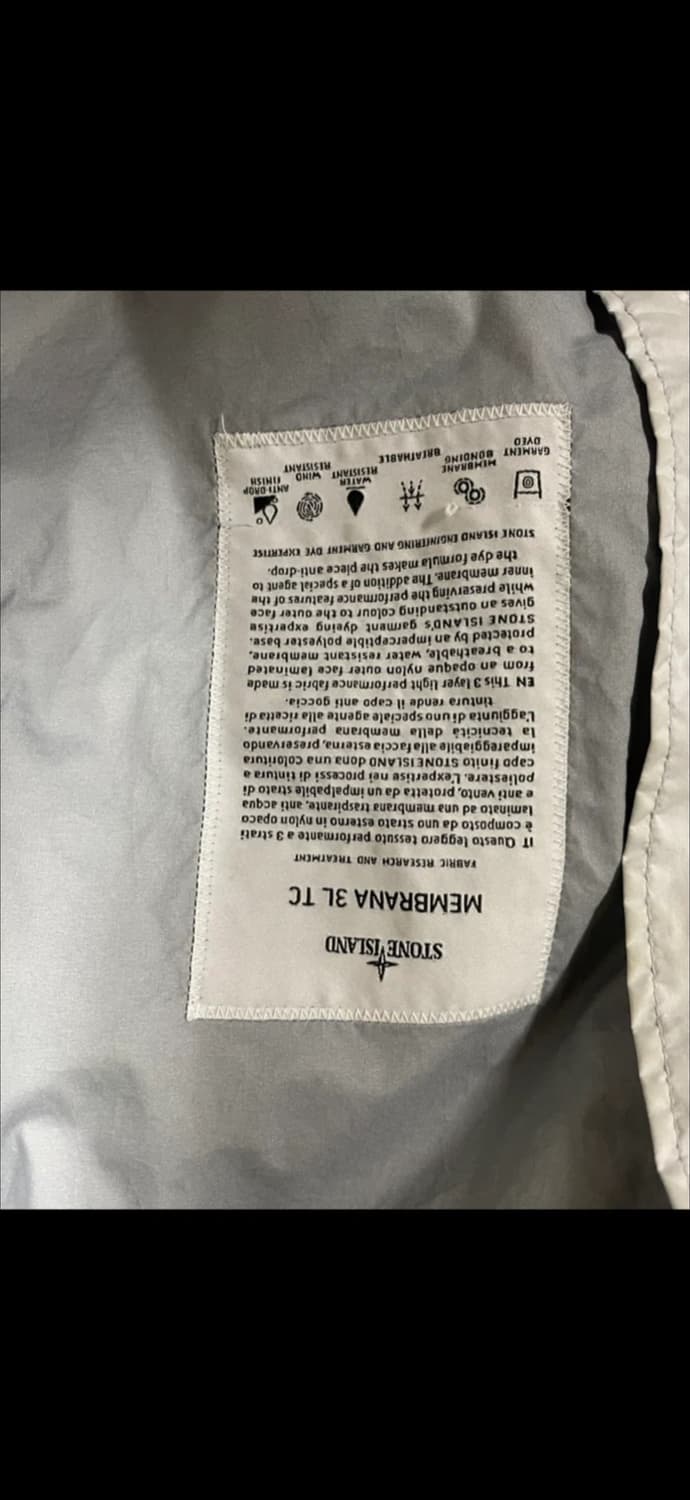 STONE ISLAND
MEMBRANA 3L TC
FABRIC RESEARCH AND TREATMENT
IT Questo leggero tessuto performante a 3 strati
è composto da uno strato esterno in nylon opaco
laminato ad una membrana traspirante, anti acqua
e anti vento, protetta da un impalpabile strato di
poliestere. L'expertise nei processi di tintura a
capo finito STONE ISLAND dona una coloritura
impareggiabile alla faccia esterna, preservando
la tecnicità della membrana performante.
L'aggiunta di uno speciale agente alla ricetta di
tintura rende il capo anti goccia.
EN This 3 layer light performance fabric is made
from an opaque nylon outer face laminated
to a breathable, water resistant membrane,
protected by an imperceptible polyester base.
STONE ISLAND'S garment dyeing expertise
gives an outstanding colour to the outer face
while preserving the performance features of the
inner membrane. The addition of a special agent to
the dye formula makes the piece anti-drop.
STONE ISLAND ENGINEERING AND GARMENT DYE EXPERTISE
GARMENT DYED
MEMBRANE BONDING
BREATHABLE
WATER RESISTANT
WIND RESISTANT
ANTI-DROP FINISH